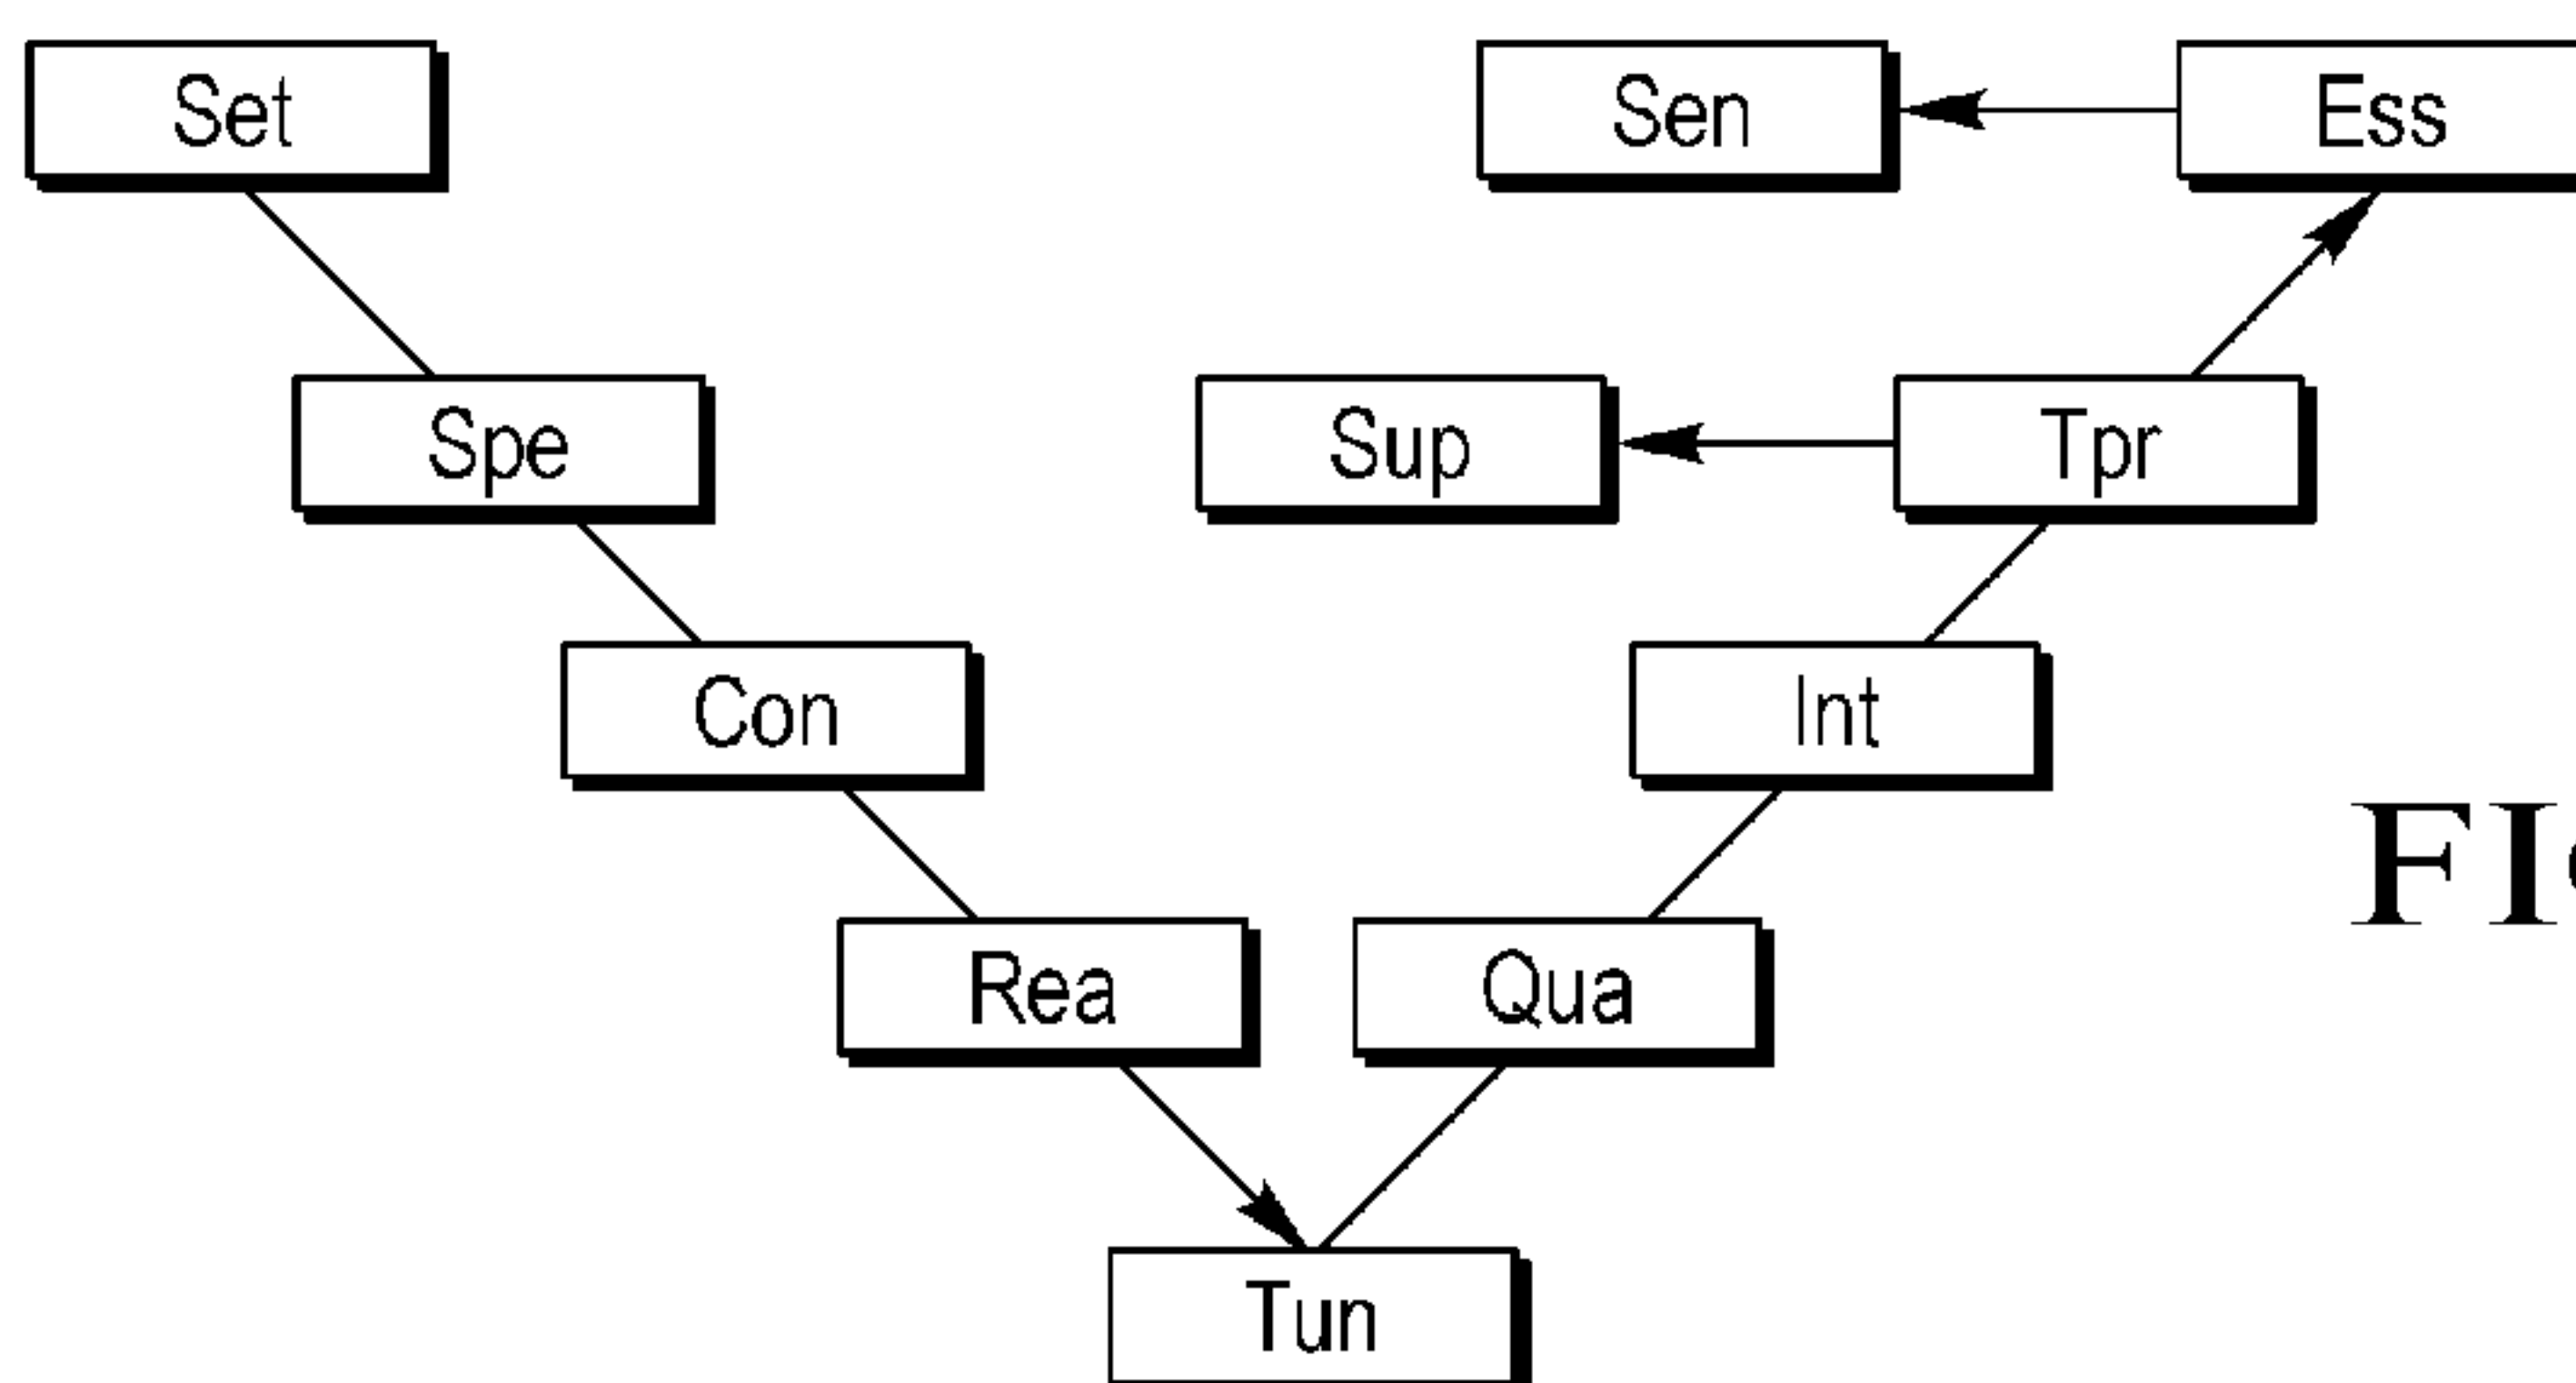 Set
Sen
Ess
Spe
Sup
Tpr
Con
Int
Rea
Qua
Tun